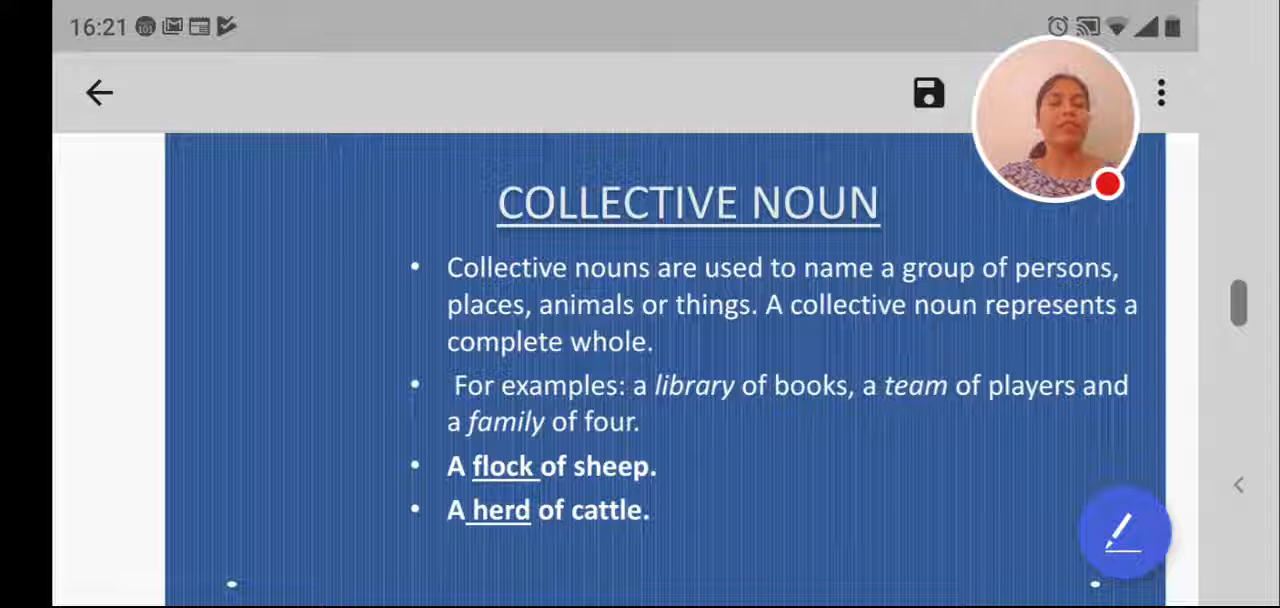 16:21
COLLECTIVE NOUN
• Collective nouns are used to name a group of persons,
places, animals or things. A collective noun represents a
complete whole.
• For examples: a library of books, a team of players and
a family of four.
• A flock of sheep.
• A herd of cattle.